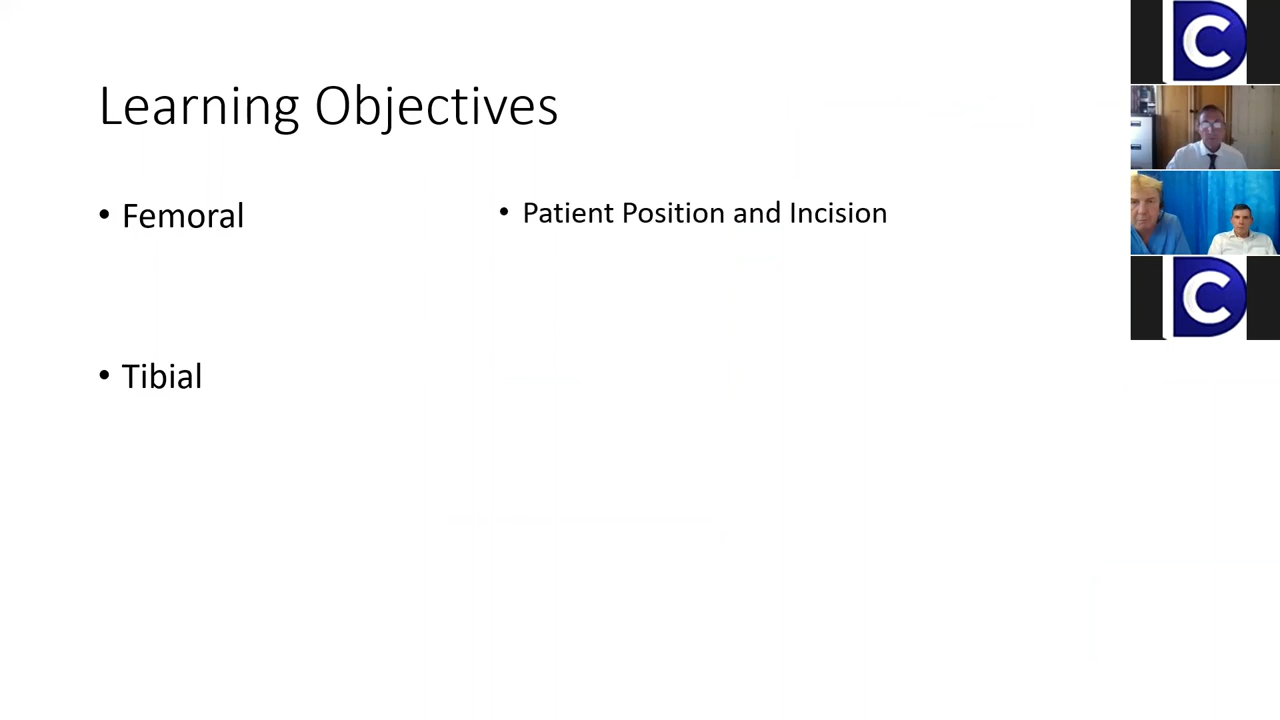 Learning Objectives
• Femoral
• Patient Position and Incision
• Tibial
C
C